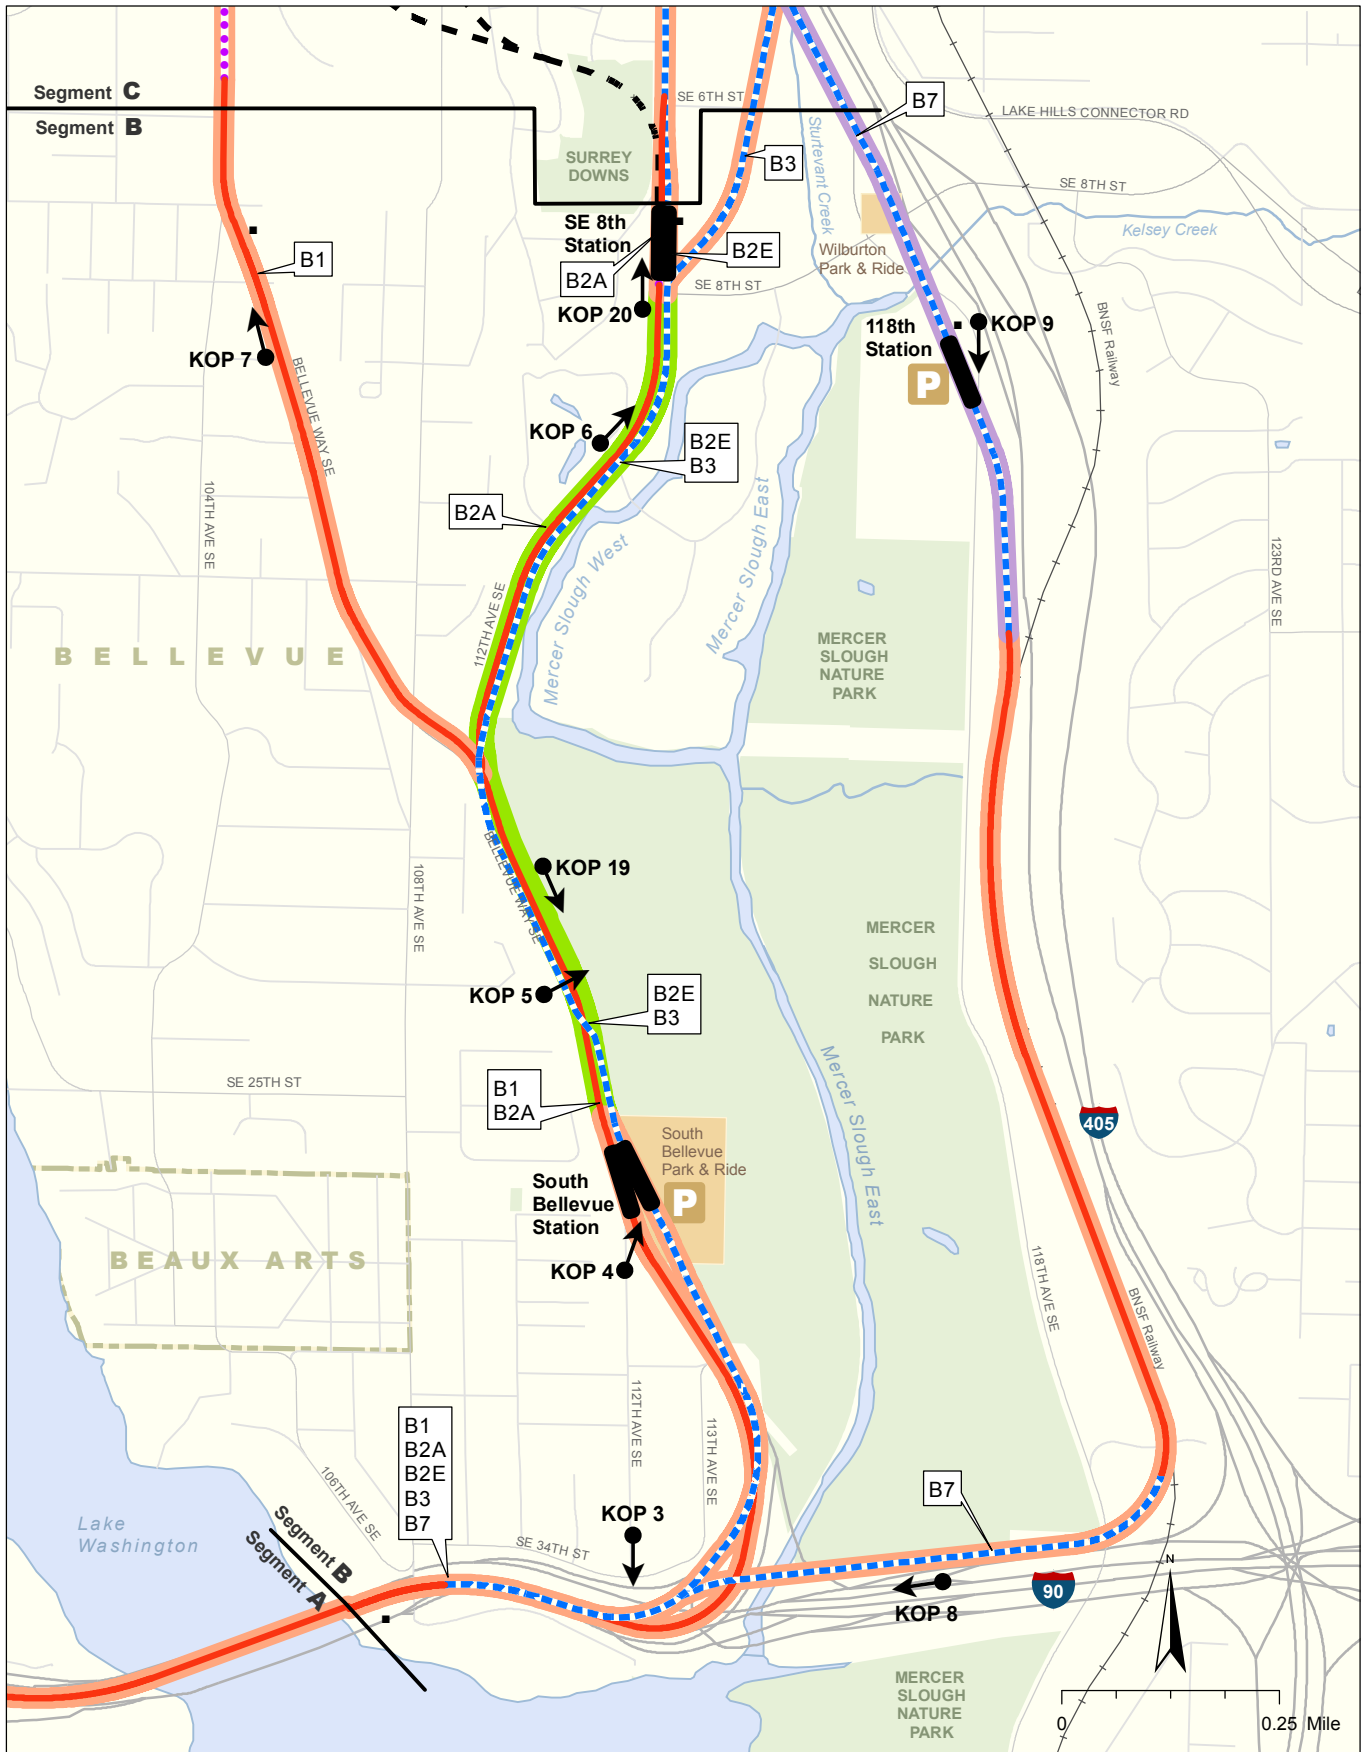 Segment C
Segment B
SURREY
DOWNS
SE 6TH ST
B7
LAKE HILLS CONNECTOR RD
B3
Sturtevant Creek
SE 8TH ST
Kelsey Creek
SE 8th
Station
B2E
B2A
Wilburton
Park & Ride
SE 8TH ST
B1
KOP 20
KOP 7
118th
Station
KOP 9
P
BNSF Railway
BELLEVUE WAY SE
KOP 6
B2E
B3
B2A
104TH AVE SE
Mercer Slough West
Mercer Slough East
123RD AVE SE
112TH AVE SE
BELLEVUE
MERCER
SLOUGH
NATURE
PARK
BELLEVUE WAY SE
KOP 19
108TH AVE SE
MERCER
SLOUGH
NATURE
PARK
KOP 5
B2E
B3
SE 25TH ST
B1
B2A
Mercer Slough East
405
South
Bellevue
Park & Ride
P
South
Bellevue
Station
BEAUX ARTS
KOP 4
118TH AVE SE
BNSF Railway
112TH AVE SE
113TH AVE SE
B1
B2A
B2E
B3
B7
106TH AVE SE
B7
KOP 3
Lake
Washington
Segment B
Segment A
SE 34TH ST
KOP 8
90
N
MERCER
SLOUGH
NATURE
PARK
0 0.25 Mile